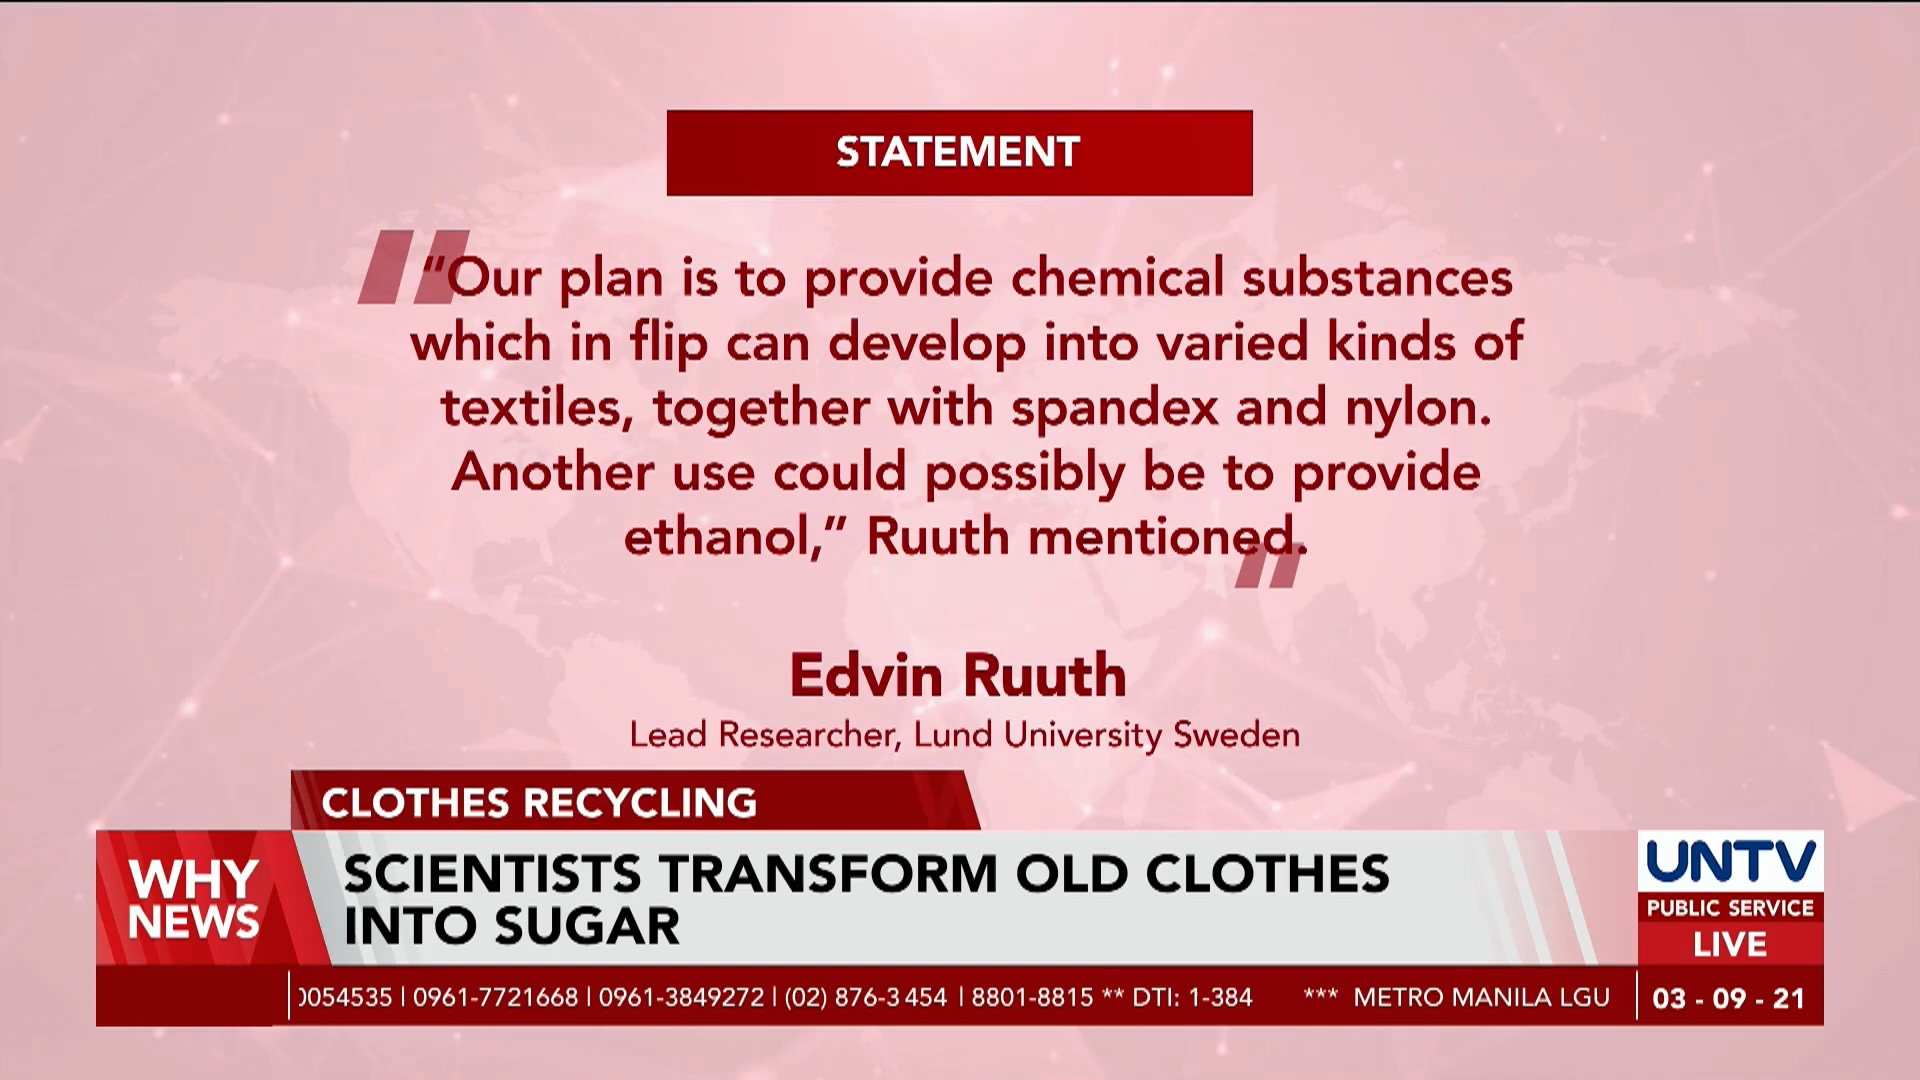 STATEMENT
“Our plan is to provide chemical substances
which in flip can develop into varied kinds of
textiles, together with spandex and nylon.
Another use could possibly be to provide
ethanol,” Ruuth mentioned.
Edvin Ruuth
Lead Researcher, Lund University Sweden
CLOTHES RECYCLING
WHY
NEWS
SCIENTISTS TRANSFORM OLD CLOTHES
INTO SUGAR
UNTV
PUBLIC SERVICE
LIVE
0054535 | 0961-7721668 | 0961-3849272 | (02) 876-3454 | 8801-8815 ** DTI: 1-384 *** METRO MANILA LGU
03 - 09 - 21